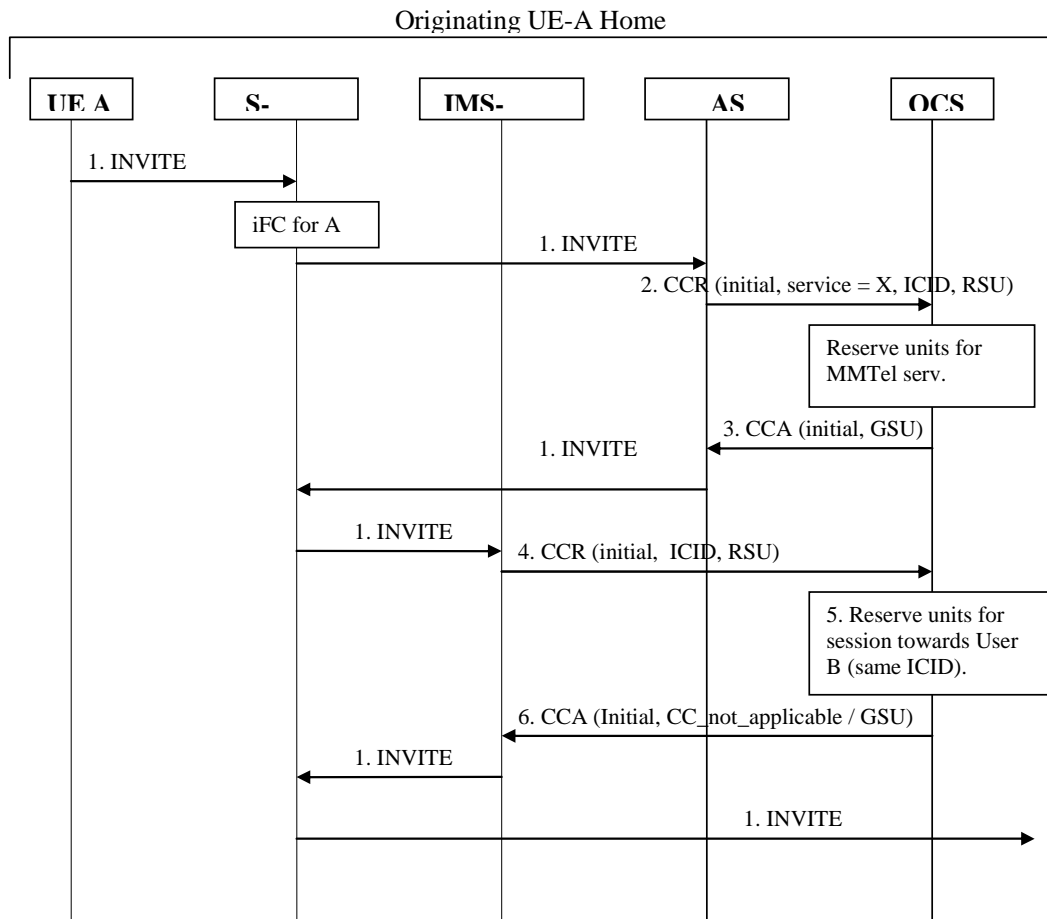 Originating UE-A Home
UE A
S-
IMS-
AS
OCS
1. INVITE
iFC for A
1. INVITE
2. CCR (initial, service = X, ICID, RSU)
Reserve units for
MMTel serv.
3. CCA (initial, GSU)
1. INVITE
1. INVITE
4. CCR (initial, ICID, RSU)
5. Reserve units for
session towards User
B (same ICID).
6. CCA (Initial, CC_not_applicable / GSU)
1. INVITE
1. INVITE